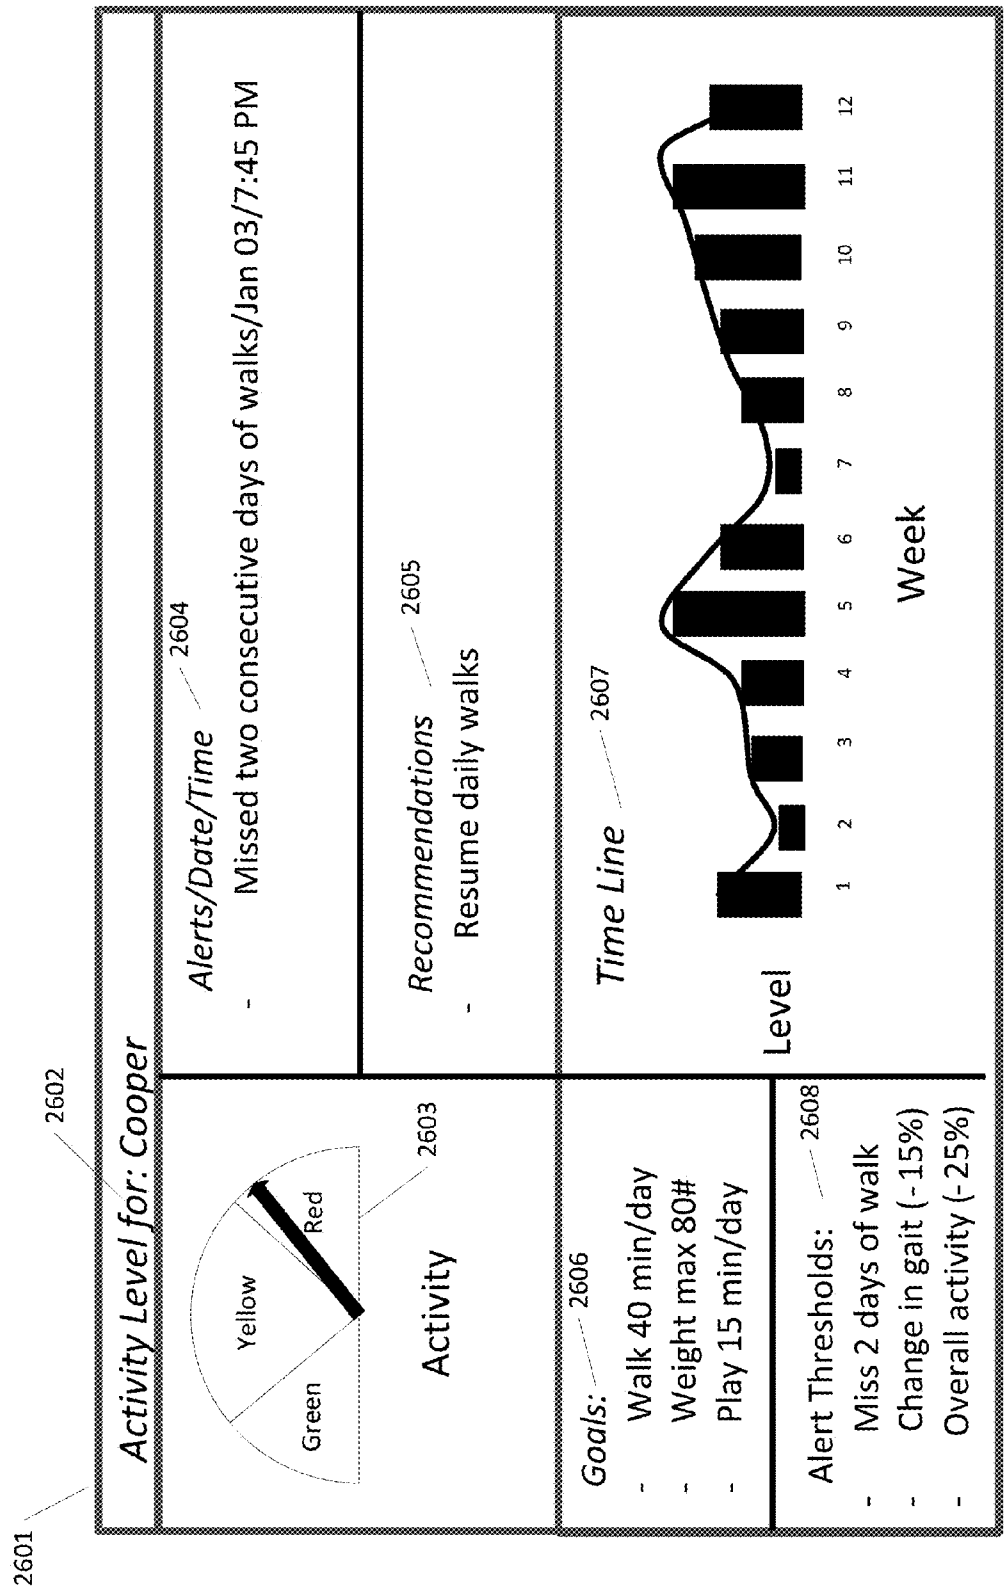 2601
2602
Activity Level for: Cooper
Green
Yellow
Red
2603
Activity
Alerts/Date/Time
2604
- Missed two consecutive days of walks/Jan 03/7:45 PM
Recommendations
2605
- Resume daily walks
Goals:
2606
- Walk 40 min/day
- Weight max 80#
- Play 15 min/day
Alert Thresholds:
2608
- Miss 2 days of walk
- Change in gait (-15%)
- Overall activity (-25%)
Time Line
2607
Level
1 2 3 4 5 6 7 8 9 10 11 12
Week